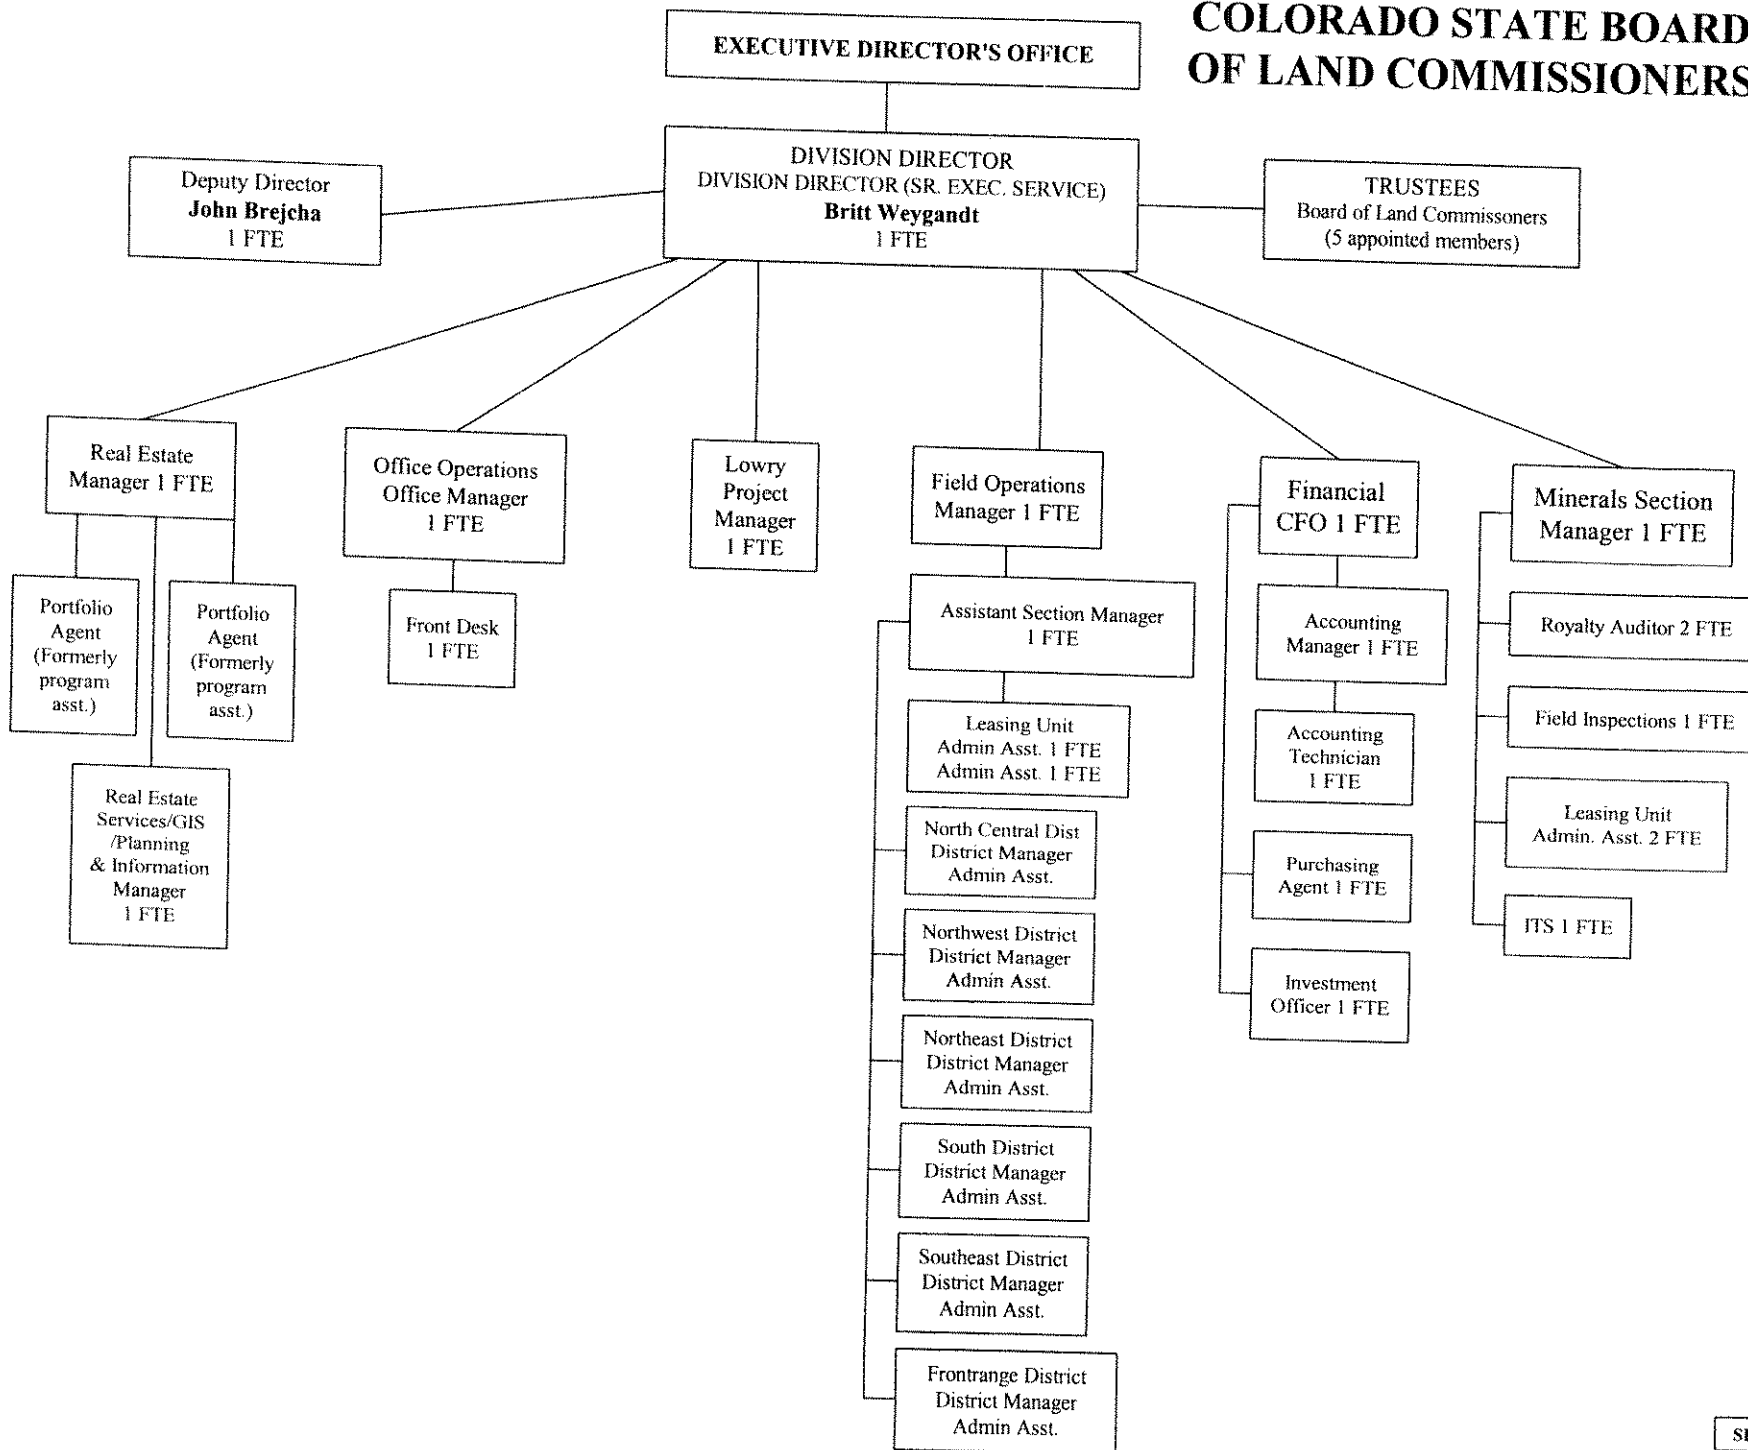 COLORADO STATE BOARD
OF LAND COMMISSIONERS
EXECUTIVE DIRECTOR'S OFFICE
DIVISION DIRECTOR
DIVISION DIRECTOR (SR. EXEC. SERVICE)
Britt Weygandt
1 FTE
Deputy Director
John Brejcha
1 FTE
TRUSTEES
Board of Land Commissoners
(5 appointed members)
Real Estate
Manager 1 FTE
Portfolio
Agent
(Formerly
program
asst.)
Portfolio
Agent
(Formerly
program
asst.)
Real Estate
Services/GIS
/Planning
& Information
Manager
1 FTE
Office Operations
Office Manager
1 FTE
Front Desk
1 FTE
Lowry
Project
Manager
1 FTE
Field Operations
Manager 1 FTE
Assistant Section Manager
1 FTE
Leasing Unit
Admin Asst. 1 FTE
Admin Asst. 1 FTE
North Central Dist
District Manager
Admin Asst.
Northwest District
District Manager
Admin Asst.
Northeast District
District Manager
Admin Asst.
South District
District Manager
Admin Asst.
Southeast District
District Manager
Admin Asst.
Frontrange District
District Manager
Admin Asst.
Financial
CFO 1 FTE
Accounting
Manager 1 FTE
Accounting
Technician
1 FTE
Purchasing
Agent 1 FTE
Investment
Officer 1 FTE
Minerals Section
Manager 1 FTE
Royalty Auditor 2 FTE
Field Inspections 1 FTE
Leasing Unit
Admin. Asst. 2 FTE
ITS 1 FTE